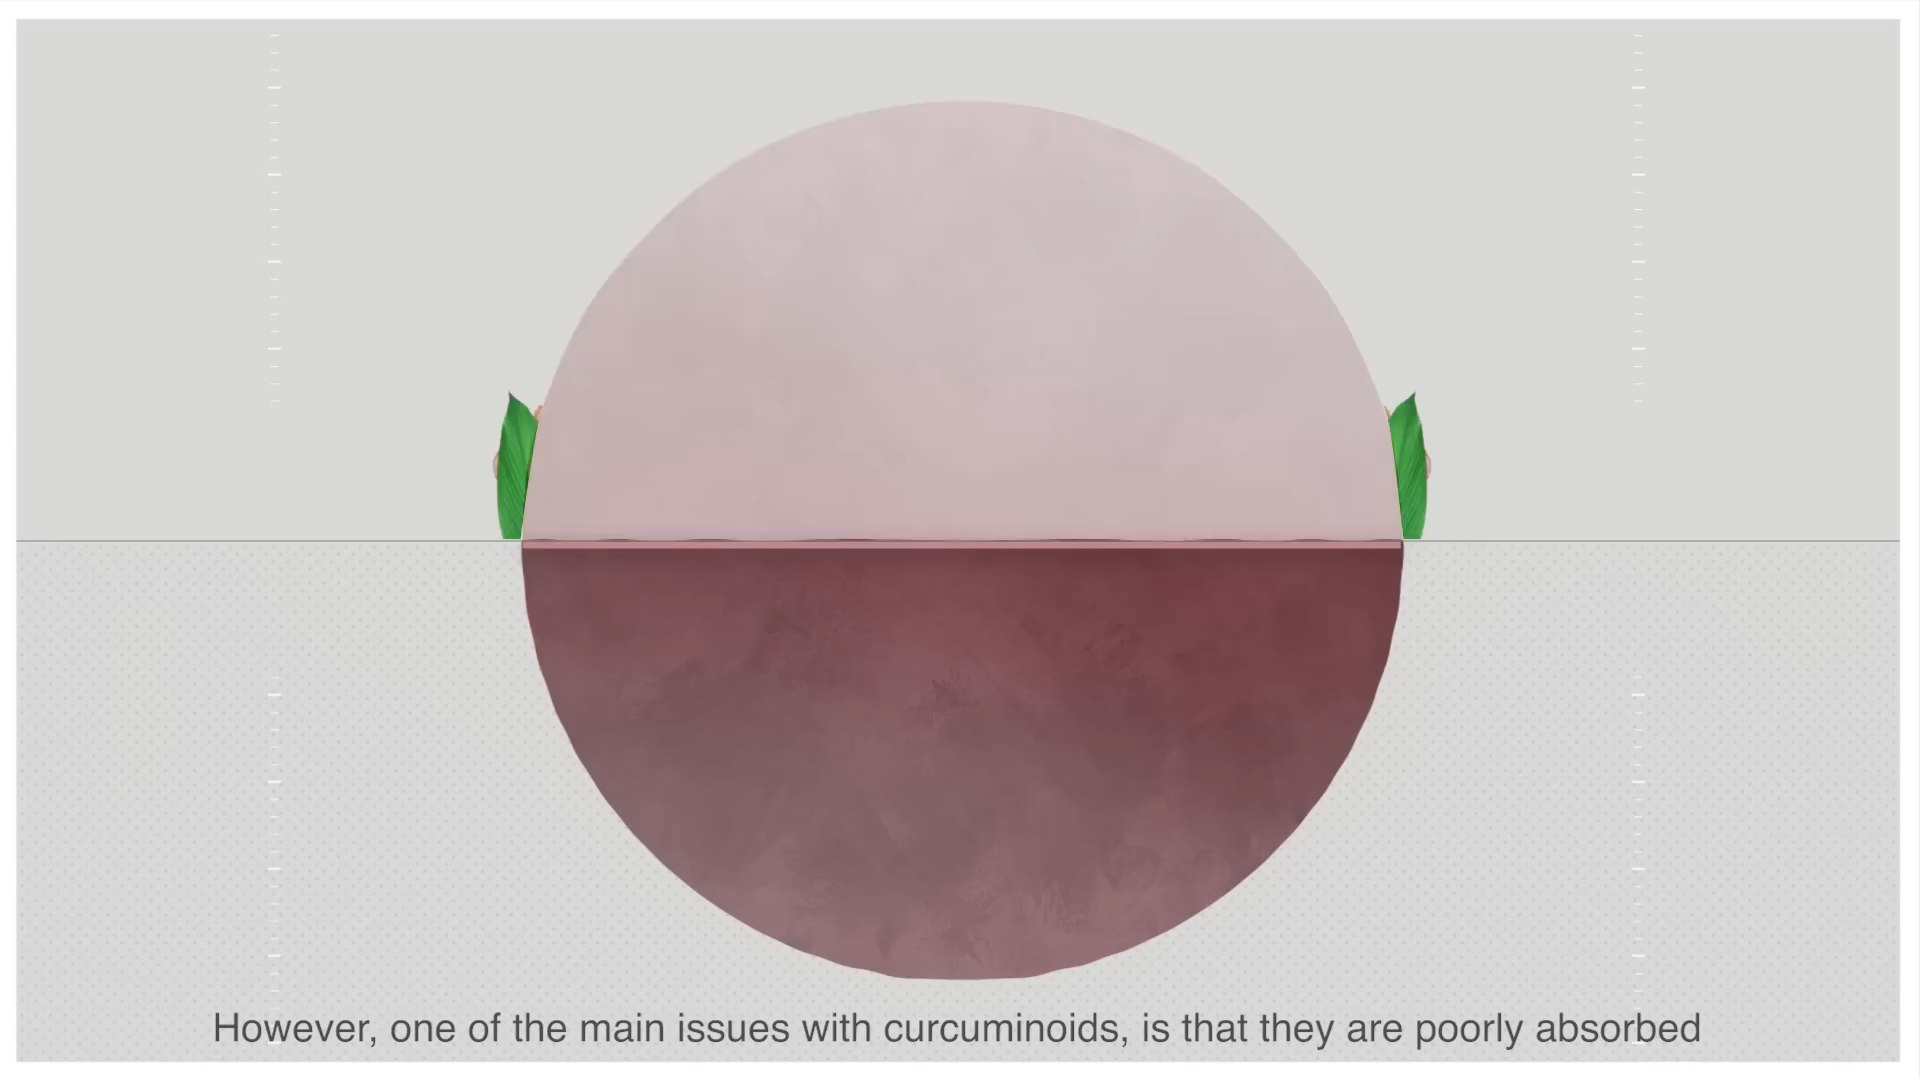 However, one of the main issues with curcuminoids, is that they are poorly absorbed